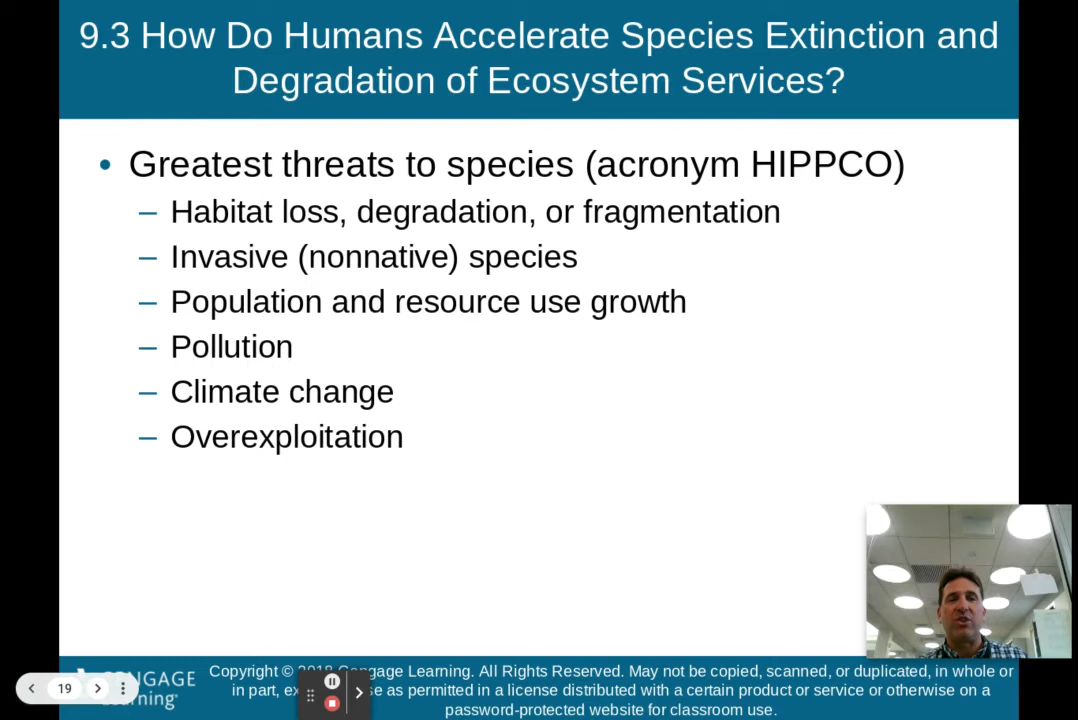 9.3 How Do Humans Accelerate Species Extinction and
Degradation of Ecosystem Services?
• Greatest threats to species (acronym HIPPCO)
– Habitat loss, degradation, or fragmentation
– Invasive (nonnative) species
– Population and resource use growth
– Pollution
– Climate change
– Overexploitation
Copyright © 2018 Cengage Learning. All Rights Reserved. May not be copied, scanned, or duplicated, in whole or
in part, as permitted in a license distributed with a certain product or service or otherwise on a
password-protected website for classroom use.
CENGAGE
Learning
19